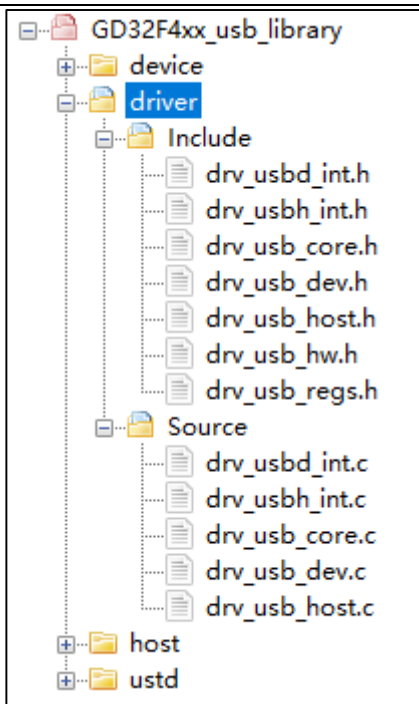 GD32F4xx_usb_library
device
driver
Include
drv_usbd_int.h
drv_usbh_int.h
drv_usb_core.h
drv_usb_dev.h
drv_usb_host.h
drv_usb_hw.h
drv_usb_regs.h
Source
drv_usbd_int.c
drv_usbh_int.c
drv_usb_core.c
drv_usb_dev.c
drv_usb_host.c
host
ustd